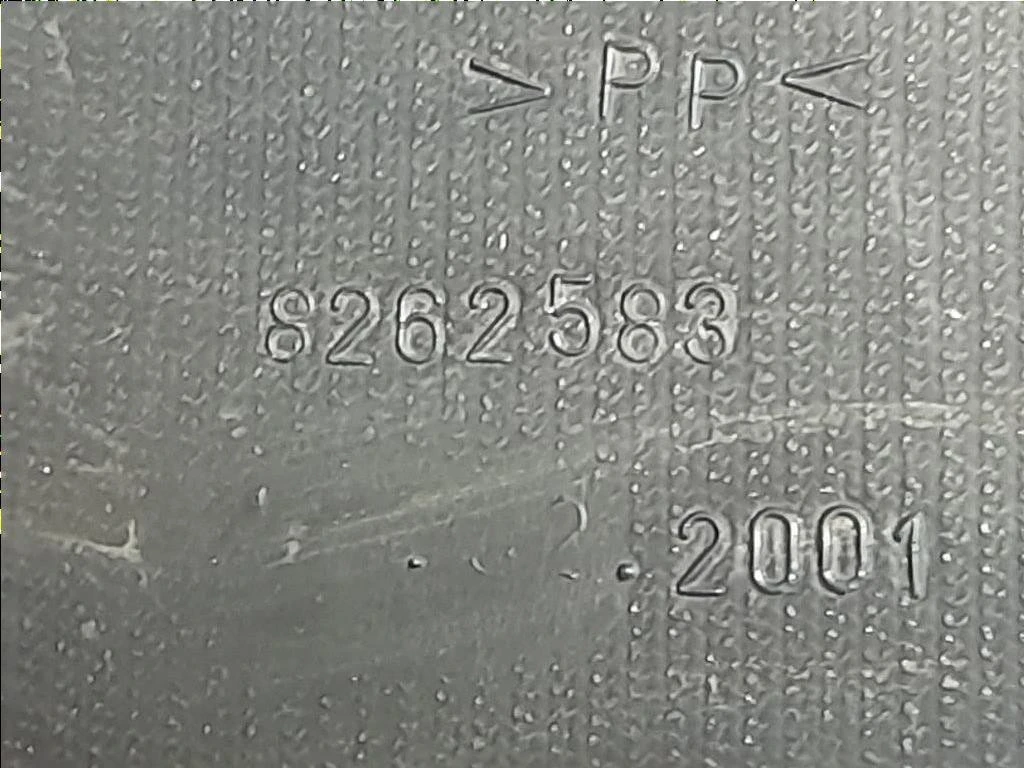 >PP<
8262583
. . 2001